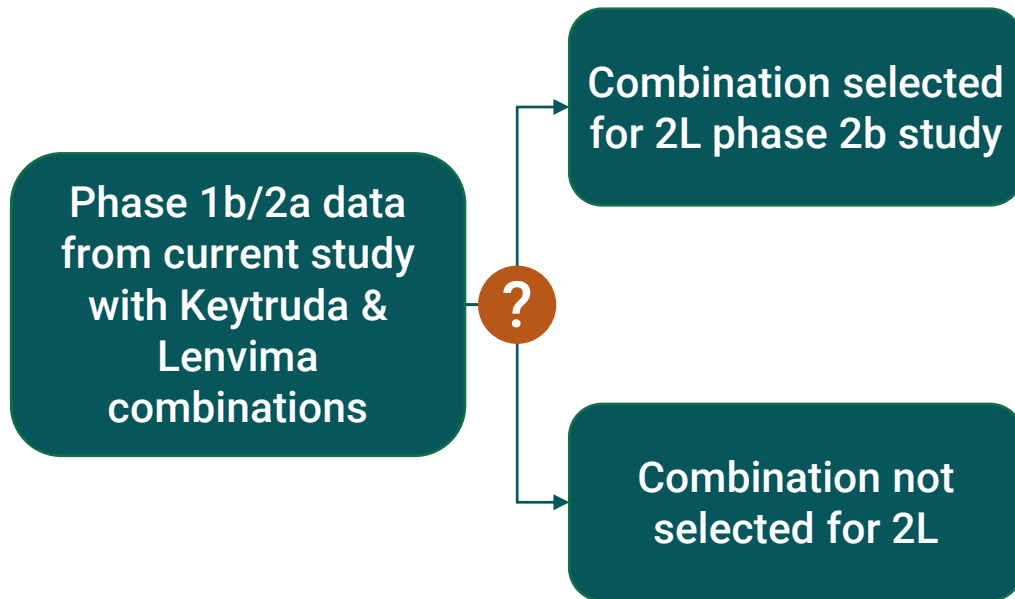 Phase 1b/2a data
from current study
with Keytruda &
Lenvima
combinations
?
Combination selected
for 2L phase 2b study
Combination not
selected for 2L